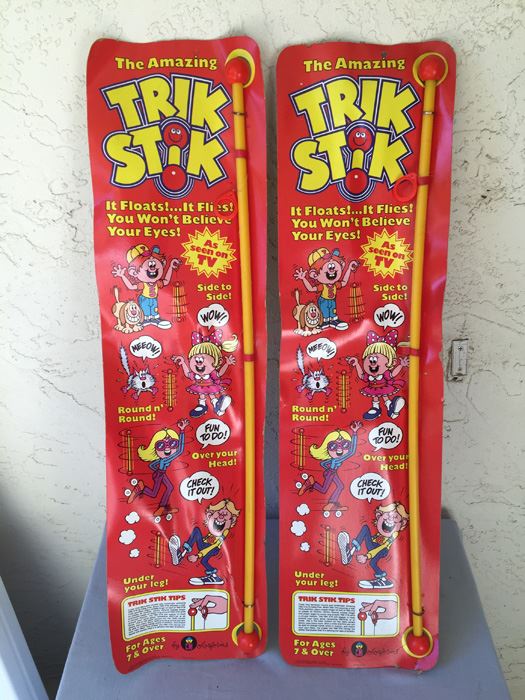 The Amazing
TRIK
STIK
It Floats!...It Flies!
You Won't Believe
Your Eyes!
As
seen on
TV
Side to
Side!
WOW!
MEEOW!
Round n'
Round!
FUN
TO DO!
Over your
Head!
CHECK
IT OUT!
Under
your leg!
TRIK STIK TIPS
For Ages
7 & Over
by
The Amazing
TRIK
STIK
It Floats!...It Flies!
You Won't Believe
Your Eyes!
As
seen on
TV
Side to
Side!
WOW!
MEEOW!
Round n'
Round!
FUN
TO DO!
Over your
Head!
CHECK
IT OUT!
Under
your leg!
TRIK STIK TIPS
For Ages
7 & Over
by